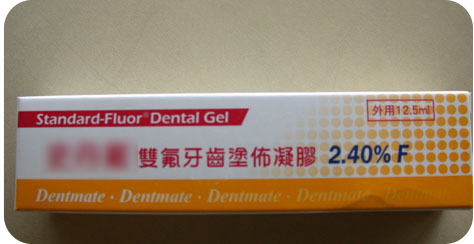 Standard-Fluor® Dental Gel
外用12.5ml
雙氟牙齒塗佈凝膠 2.40% F
Dentmate · Dentmate · Dentmate · Dentmate · Dentmate ·